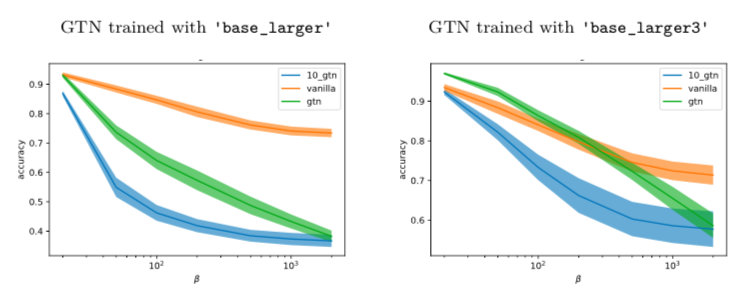 GTN trained with 'base_larger'
GTN trained with 'base_larger3'
10_gtn
vanilla
gtn
0.9
0.8
0.7
0.6
0.5
0.4
accuracy
10²
10³
β
10_gtn
vanilla
gtn
0.9
0.8
0.7
0.6
accuracy
10²
10³
β